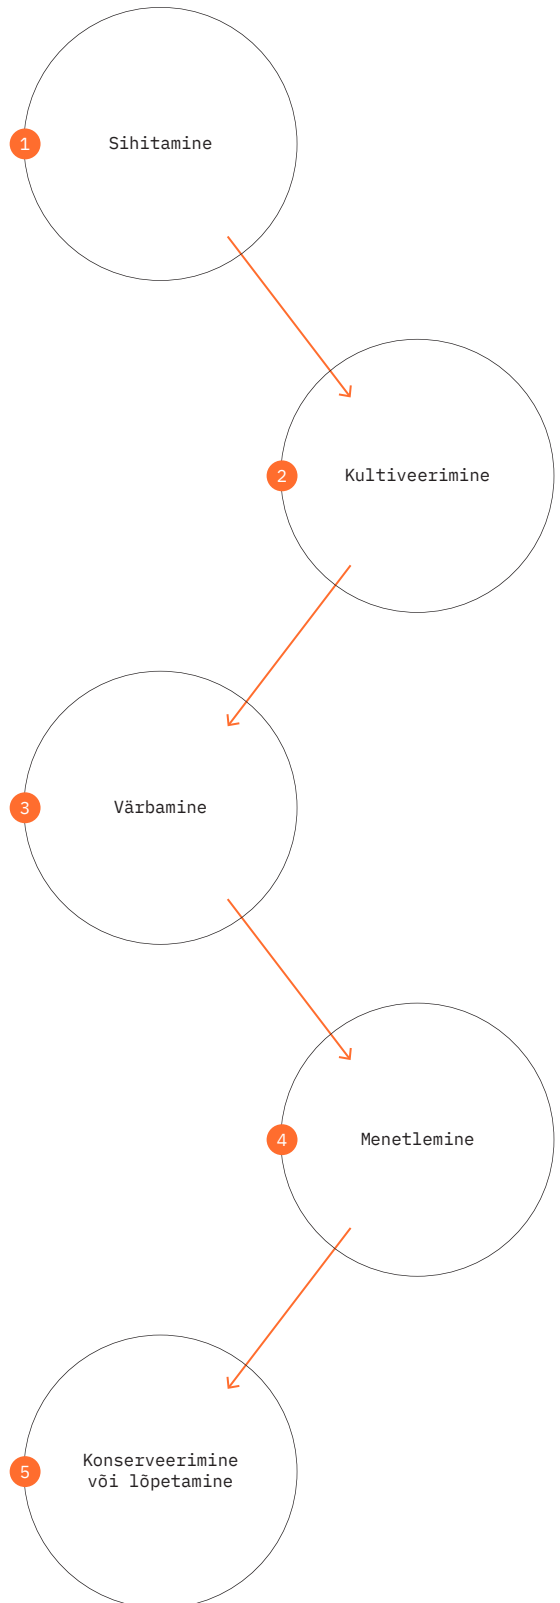 1
Sihitamine
2
Kultiveerimine
3
Värbamine
4
Menetlemine
5
Konserveerimine
või lõpetamine